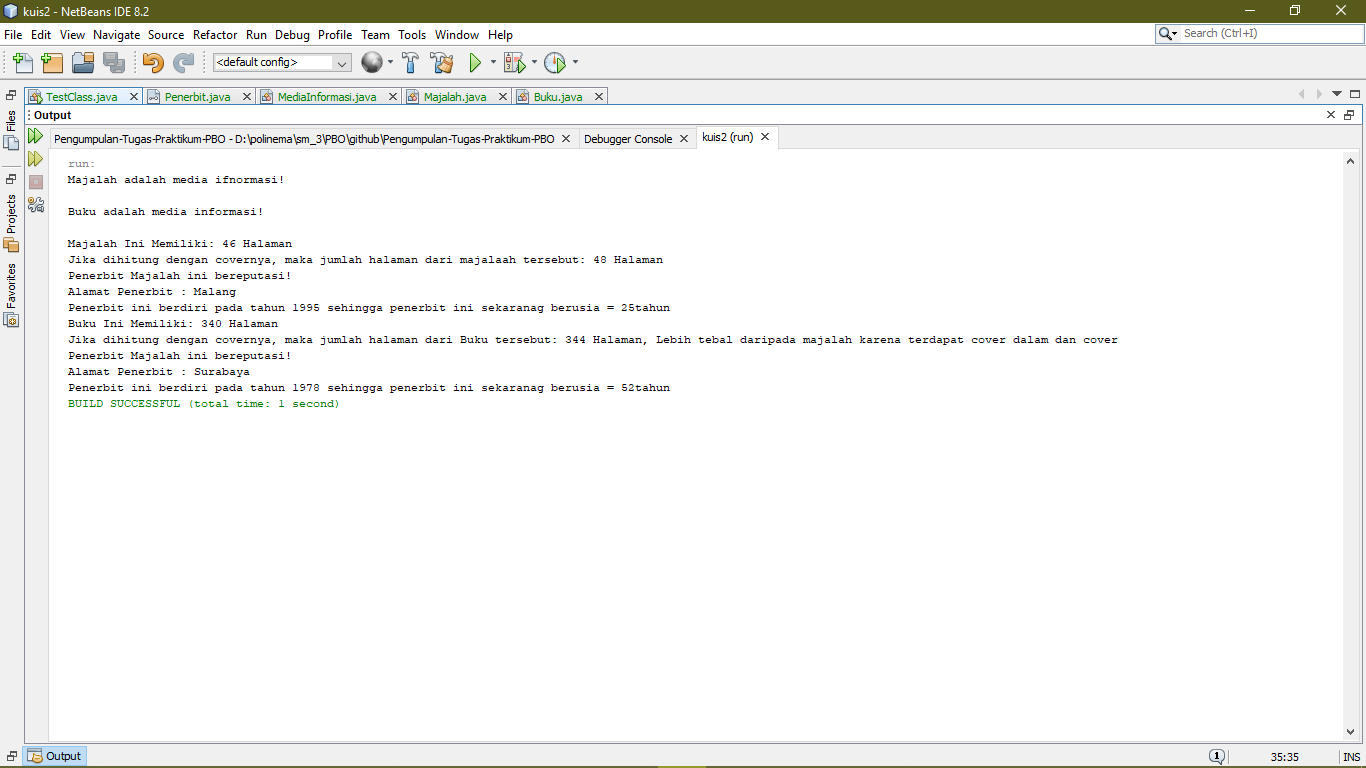 kuis2 - NetBeans IDE 8.2
File Edit View Navigate Source Refactor Run Debug Profile Team Tools Window Help
Search (Ctrl+I)
<default config>
TestClass.java Penerbit.java MediaInformasi.java Majalah.java Buku.java
Output
Pengumpulan-Tugas-Praktikum-PBO - D:\polinema\sm_3\PBO\github\Pengumpulan-Tugas-Praktikum-PBO Debugger Console kuis2 (run)
Files
Projects
Favorites
run:
Majalah adalah media ifnormasi!
Buku adalah media informasi!
Majalah Ini Memiliki: 46 Halaman
Jika dihitung dengan covernya, maka jumlah halaman dari majalaah tersebut: 48 Halaman
Penerbit Majalah ini bereputasi!
Alamat Penerbit : Malang
Penerbit ini berdiri pada tahun 1995 sehingga penerbit ini sekaranag berusia = 25tahun
Buku Ini Memiliki: 340 Halaman
Jika dihitung dengan covernya, maka jumlah halaman dari Buku tersebut: 344 Halaman, Lebih tebal daripada majalah karena terdapat cover dalam dan cover
Penerbit Majalah ini bereputasi!
Alamat Penerbit : Surabaya
Penerbit ini berdiri pada tahun 1978 sehingga penerbit ini sekaranag berusia = 52tahun
BUILD SUCCESSFUL (total time: 1 second)
Output
1
35:35
INS